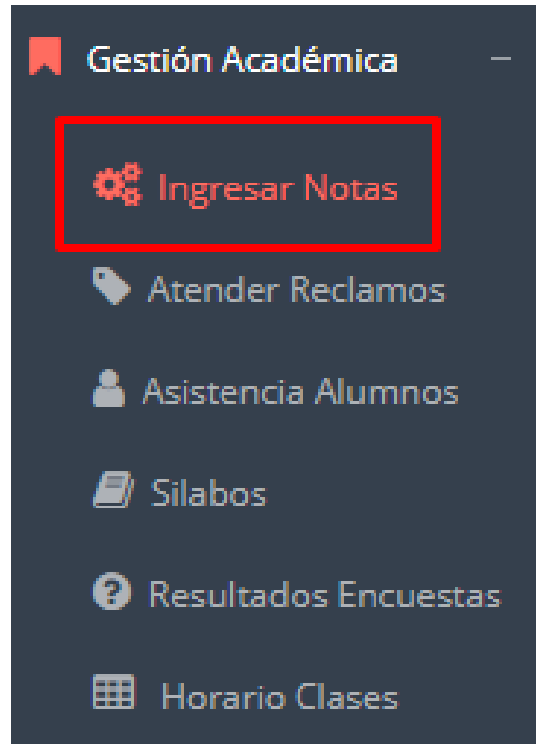 Gestión Académica
Ingresar Notas
Atender Reclamos
Asistencia Alumnos
Silabos
Resultados Encuestas
Horario Clases